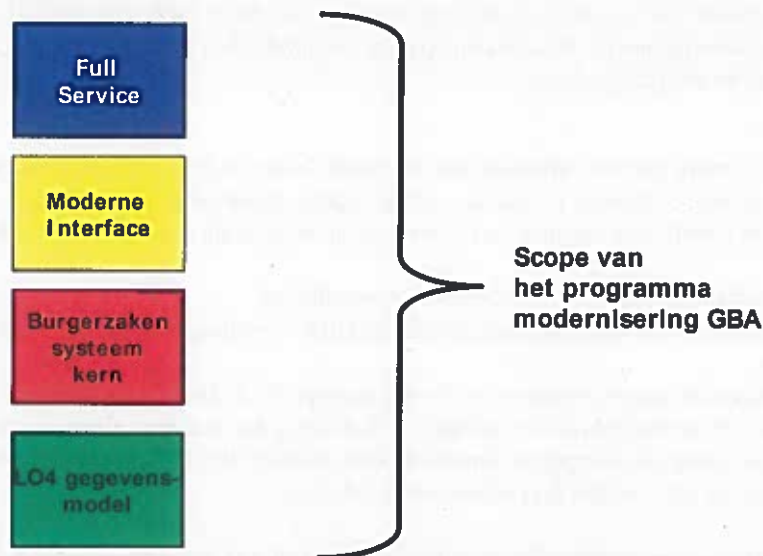 Full
Service
Moderne
Interface
Burgerzaken
systeem
kern
LO4 gegevens-
model
Scope van
het programma
modernisering GBA